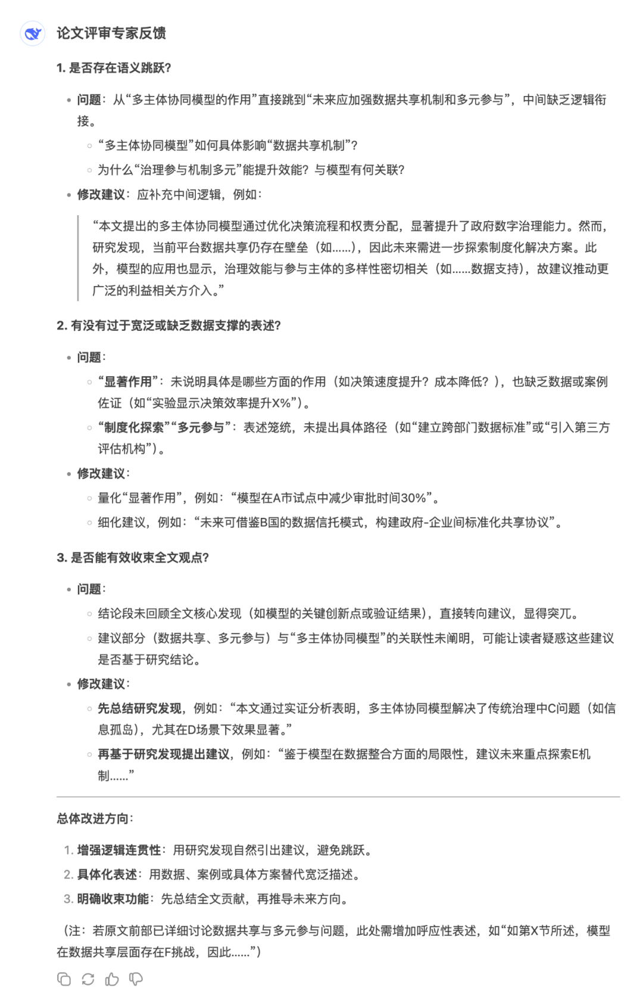 论文评审专家反馈
1. 是否存在语义跳跃?
• 问题：从“多主体协同模型的作用”直接跳到“未来应加强数据共享机制和多元参与”，中间缺乏逻辑衔
接。
◦ “多主体协同模型”如何具体影响“数据共享机制”?
◦ 为什么“治理参与机制多元”能提升效能？与模型有何关联?
• 修改建议：应补充中间逻辑，例如：
“本文提出的多主体协同模型通过优化决策流程和权责分配，显著提升了政府数字治理能力。然而，
研究发现，当前平台数据共享仍存在壁垒（如……），因此未来需进一步探索制度化解决方案。此
外，模型的应用也显示，治理效能与参与主体的多样性密切相关（如……数据支持），故建议推动更
广泛的利益相关方介入。”
2. 有没有过于宽泛或缺乏数据支撑的表述?
• 问题：
◦ “显著作用”：未说明具体是哪些方面的作用（如决策速度提升？成本降低？），也缺乏数据或案例
佐证（如“实验显示决策效率提升X%”）。
◦ “制度化探索”“多元参与”：表述笼统，未提出具体路径（如“建立跨部门数据标准”或“引入第三方
评估机构”）。
• 修改建议：
◦ 量化“显著作用”，例如：“模型在A市试点中减少审批时间30%”。
◦ 细化建议，例如：“未来可借鉴B国的数据信托模式，构建政府-企业间标准化共享协议”。
3. 是否能有效收束全文观点?
• 问题：
◦ 结论段未回顾全文核心发现（如模型的关键创新点或验证结果），直接转向建议，显得突兀。
◦ 建议部分（数据共享、多元参与）与“多主体协同模型”的关联性未阐明，可能让读者疑惑这些建议
是否基于研究结论。
• 修改建议：
◦ 先总结研究发现，例如：“本文通过实证分析表明，多主体协同模型解决了传统治理中C问题（如信
息孤岛），尤其在D场景下效果显著。”
◦ 再基于研究发现提出建议，例如：“鉴于模型在数据整合方面的局限性，建议未来重点探索E机
制……”
总体改进方向：
1. 增强逻辑连贯性：用研究发现自然引出建议，避免跳跃。
2. 具体化表述：用数据、案例或具体方案替代宽泛描述。
3. 明确收束功能：先总结全文贡献，再推导未来方向。
（注：若原文前部已详细讨论数据共享与多元参与问题，此处需增加呼应性表述，如“如第X节所述，模型
在数据共享层面存在F挑战，因此……”）